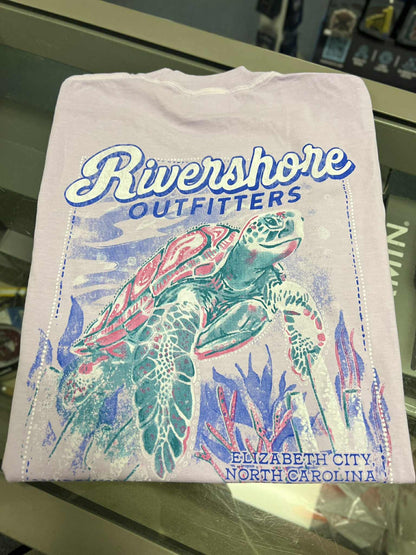 Rivershore
OUTFITTERS
ELIZABETH CITY,
NORTH CAROLINA